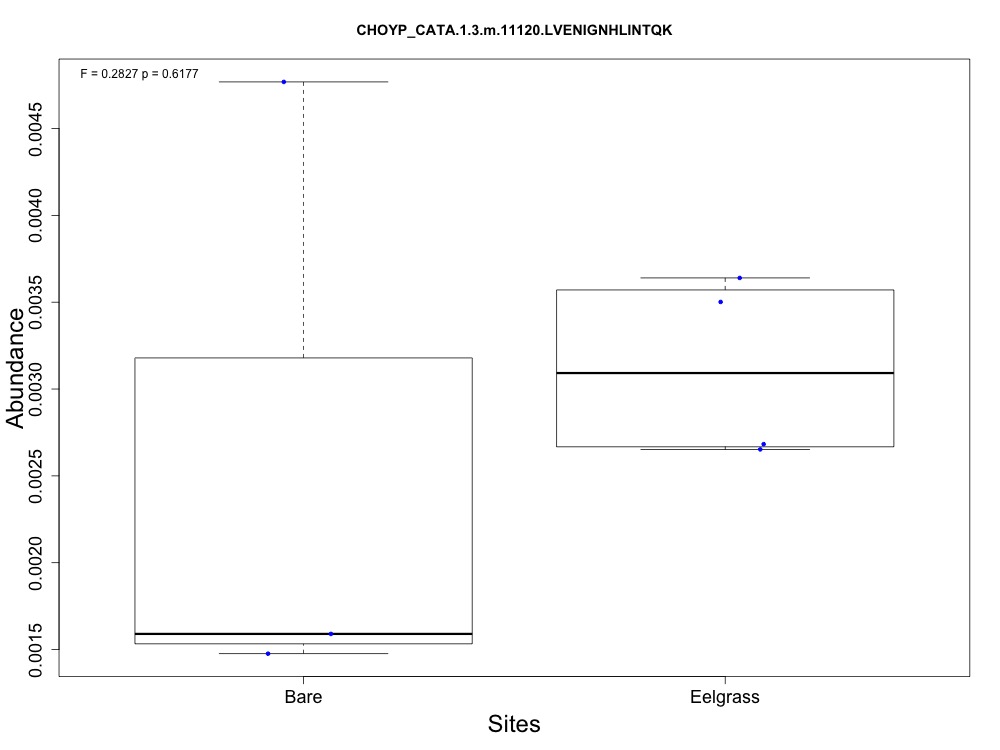 CHOYP_CATA.1.3.m.11120.LVENIGNHLINTQK
F = 0.2827 p = 0.6177
0.0045
0.0040
0.0035
0.0030
0.0025
0.0020
0.0015
Abundance
Bare
Eelgrass
Sites